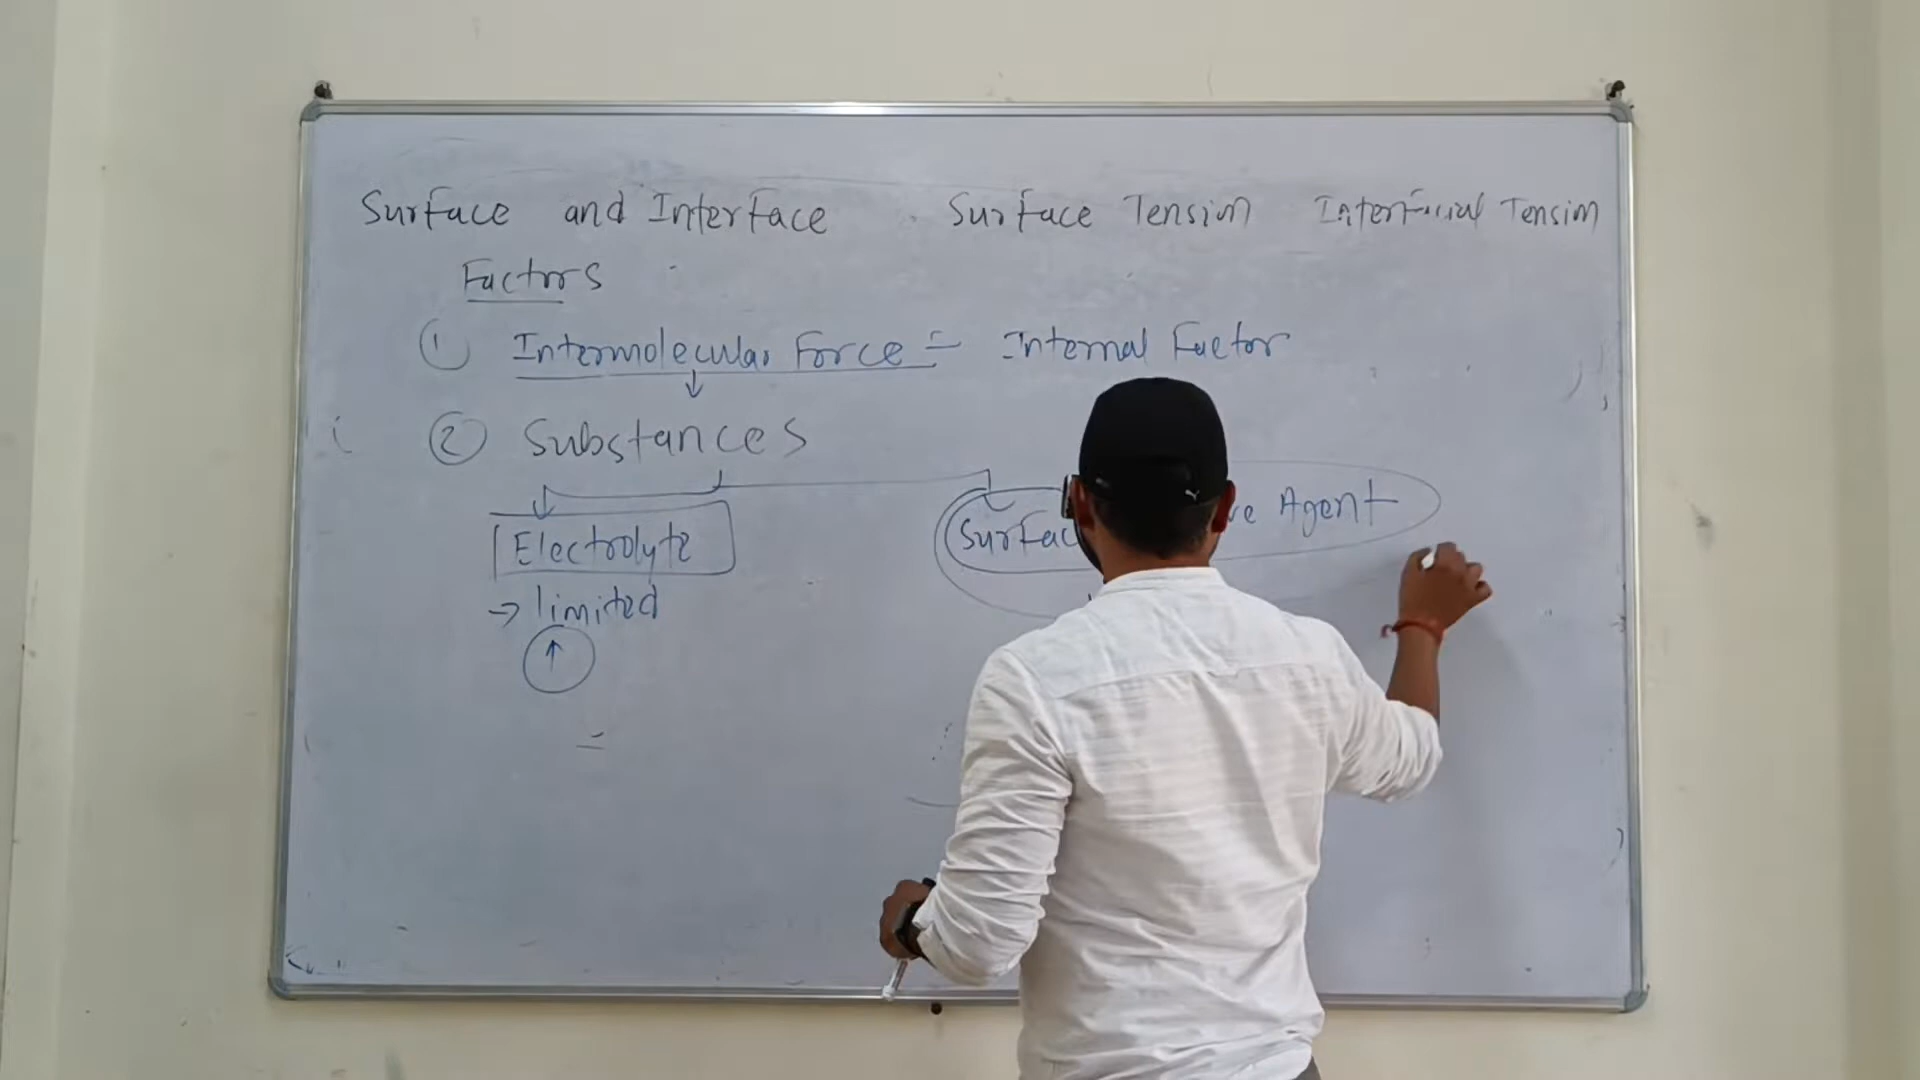 Surface and Interface Surface Tension Interfacial Tension
Factors
① Intermolecular Force = Internal Factor
↓
② Substances
Electrolyte Surfac ve Agent
→ limited
↑
=